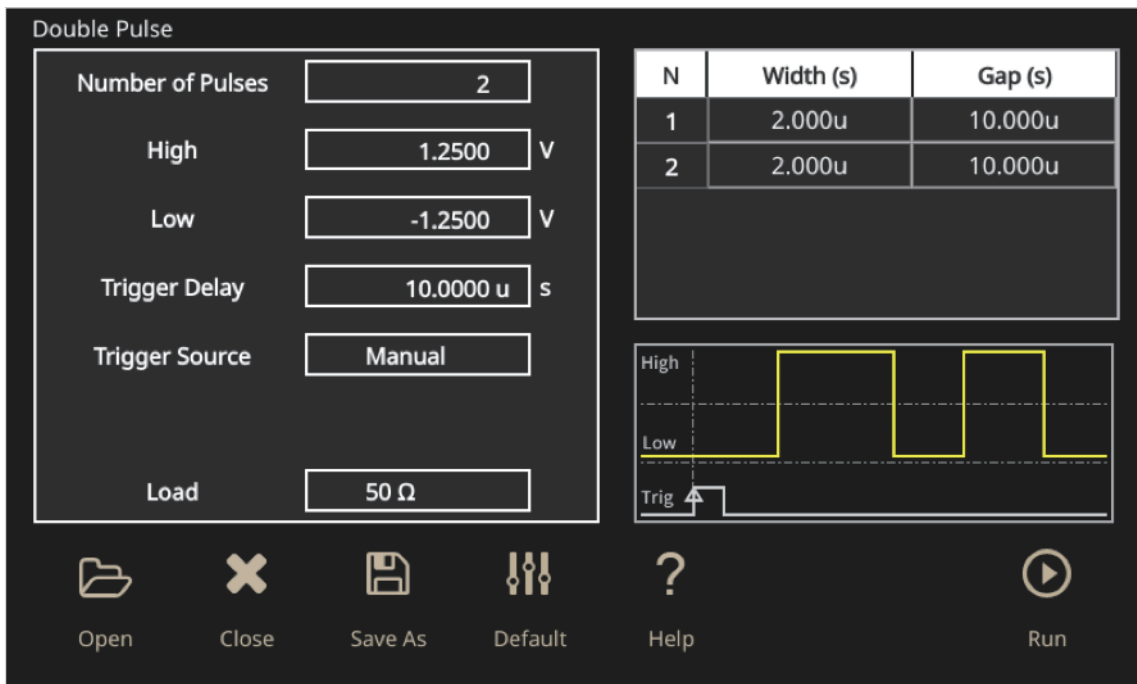 Double Pulse
Number of Pulses 2
High 1.2500 V
Low -1.2500 V
Trigger Delay 10.0000 u s
Trigger Source Manual
Load 50 Ω
N Width (s) Gap (s)
1 2.000u 10.000u
2 2.000u 10.000u
High
Low
Trig
Open Close Save As Default Help Run